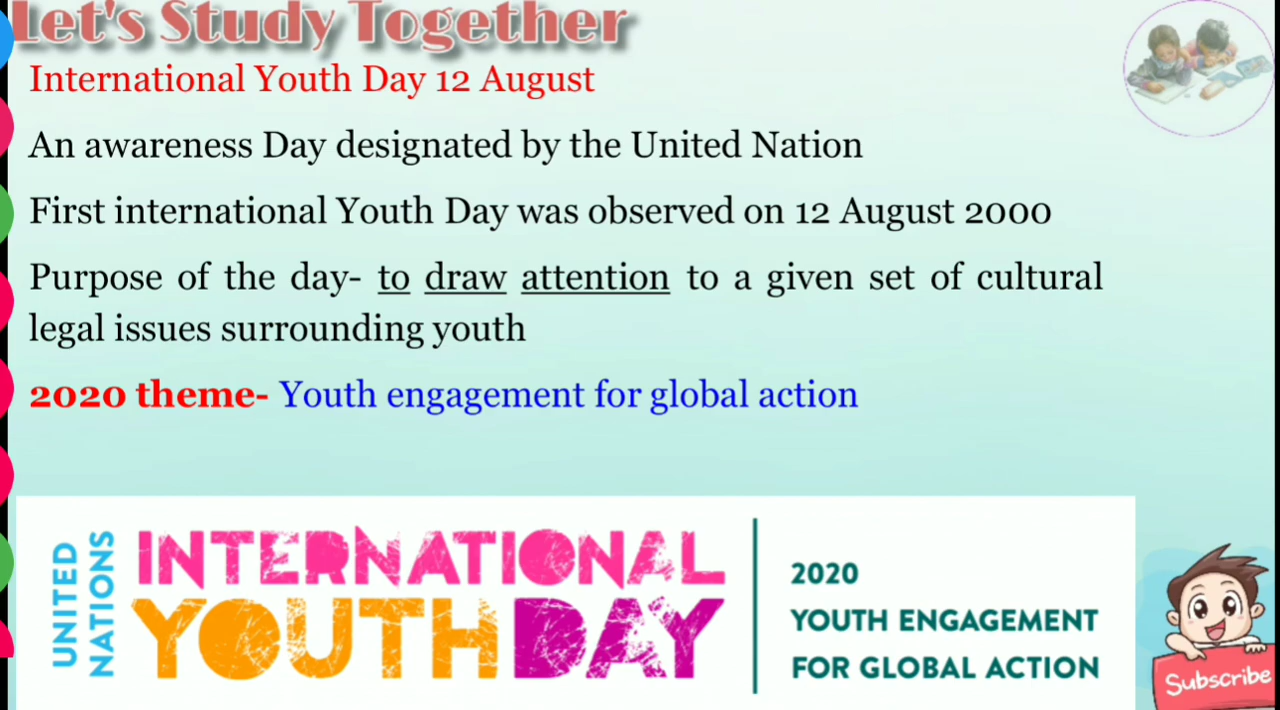 Let's Study Together
International Youth Day 12 August
An awareness Day designated by the United Nation
First international Youth Day was observed on 12 August 2000
Purpose of the day- to draw attention to a given set of cultural
legal issues surrounding youth
2020 theme- Youth engagement for global action
UNITED
NATIONS
INTERNATIONAL
YOUTHDAY
2020
YOUTH ENGAGEMENT
FOR GLOBAL ACTION
Subscribe